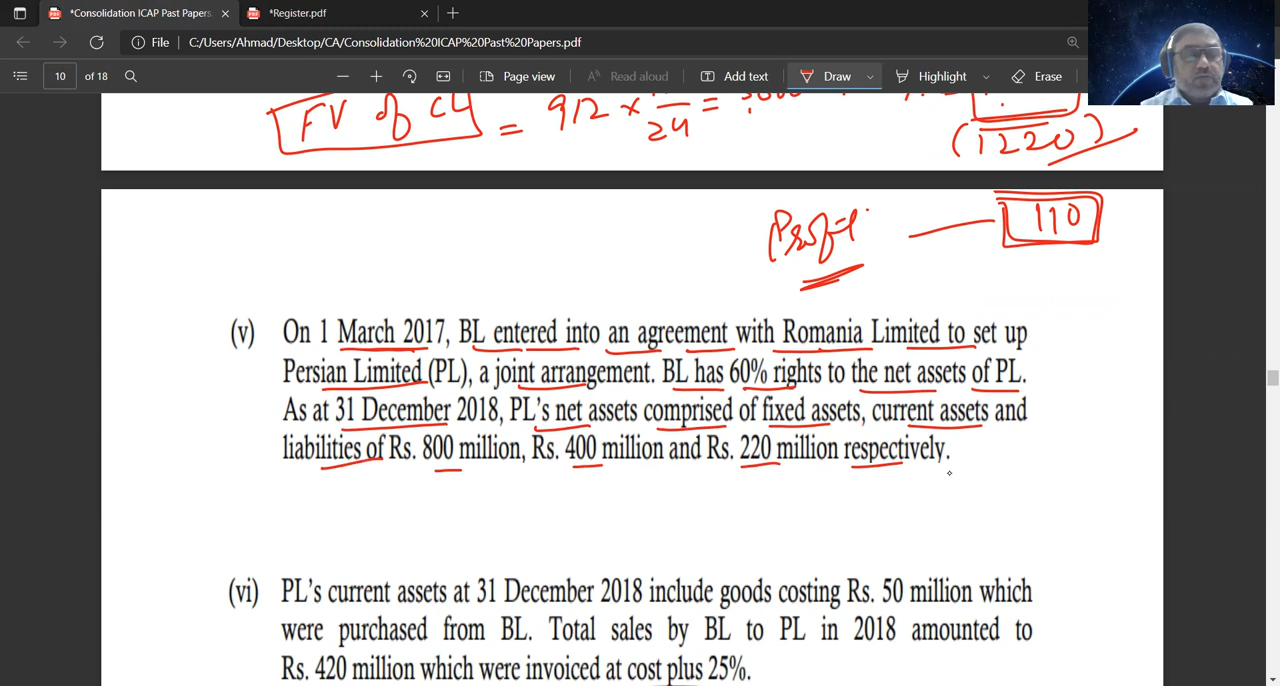 *Consolidation ICAP Past Papers.
*Register.pdf
File C:/Users/Ahmad/Desktop/CA/Consolidation%20ICAP%20Past%20Papers.pdf
10 of 18 Page view Read aloud Add text Draw Highlight Erase
FV of C4 = 912 ×
24 =
(1220)
Profit 110
(v) On 1 March 2017, BL entered into an agreement with Romania Limited to set up
Persian Limited (PL), a joint arrangement. BL has 60% rights to the net assets of PL.
As at 31 December 2018, PL's net assets comprised of fixed assets, current assets and
liabilities of Rs. 800 million, Rs. 400 million and Rs. 220 million respectively.
(vi) PL's current assets at 31 December 2018 include goods costing Rs. 50 million which
were purchased from BL. Total sales by BL to PL in 2018 amounted to
Rs. 420 million which were invoiced at cost plus 25%.